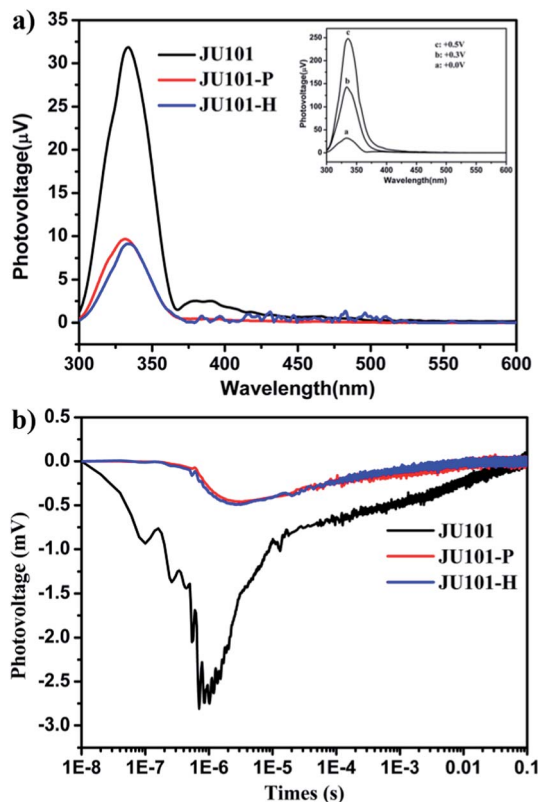 a)
35
30
25
20
15
10
5
0
Photovoltage(μV)
JU101
JU101-P
JU101-H
250
200
150
100
50
0
Photovoltage(μV)
c
b
a
c: +0.5V
b: +0.3V
a: +0.0V
300 350 400 450 500 550 600
Wavelength(nm)
300 350 400 450 500 550 600
Wavelength(nm)
b)
0.5
0.0
-0.5
-1.0
-1.5
-2.0
-2.5
-3.0
Photovoltage (mV)
JU101
JU101-P
JU101-H
1E-8 1E-7 1E-6 1E-5 1E-4 1E-3 0.01 0.1
Times (s)